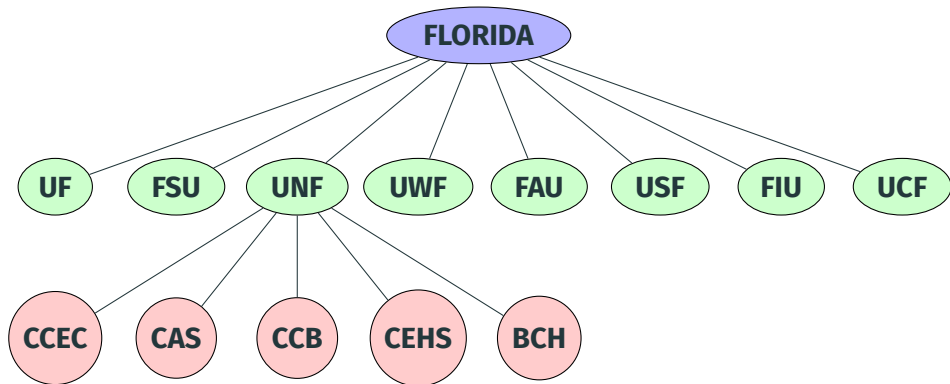 FLORIDA
UF FSU UNF UWF FAU USF FIU UCF
CCEC CAS CCB CEHS BCH